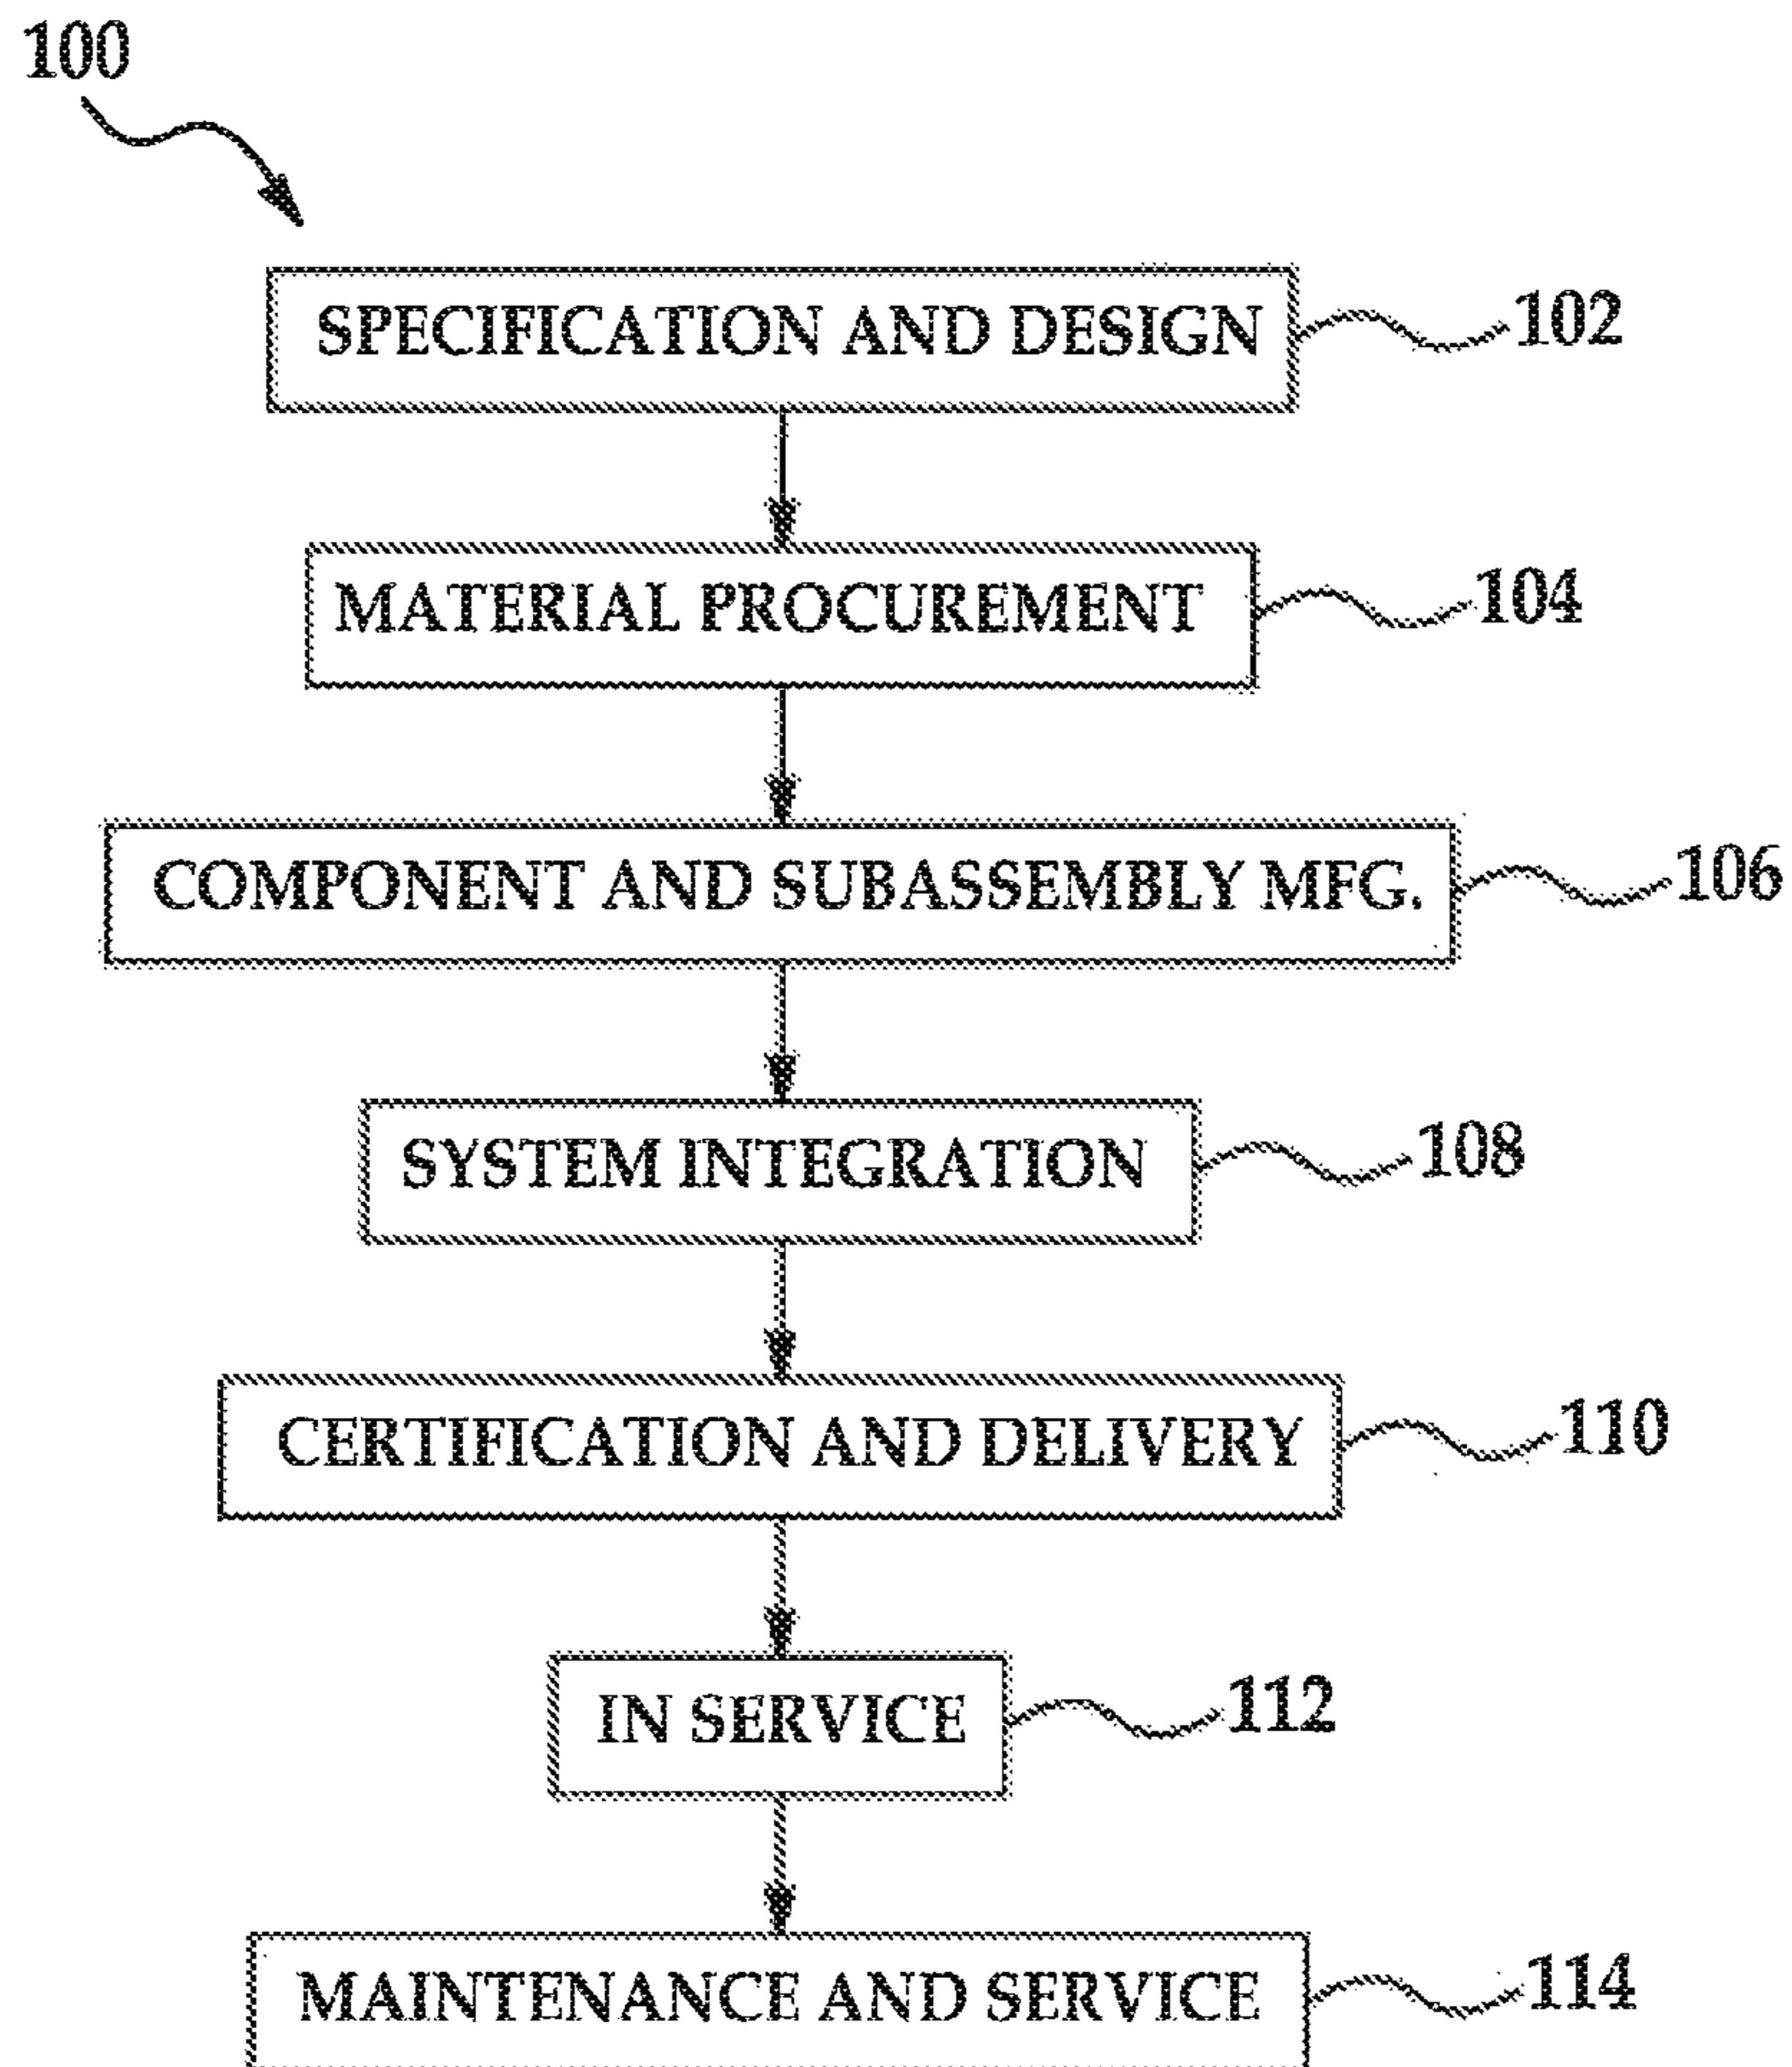 100
SPECIFICATION AND DESIGN 102
MATERIAL PROCUREMENT 104
COMPONENT AND SUBASSEMBLY MFG. 106
SYSTEM INTEGRATION 108
CERTIFICATION AND DELIVERY 110
IN SERVICE 112
MAINTENANCE AND SERVICE 114